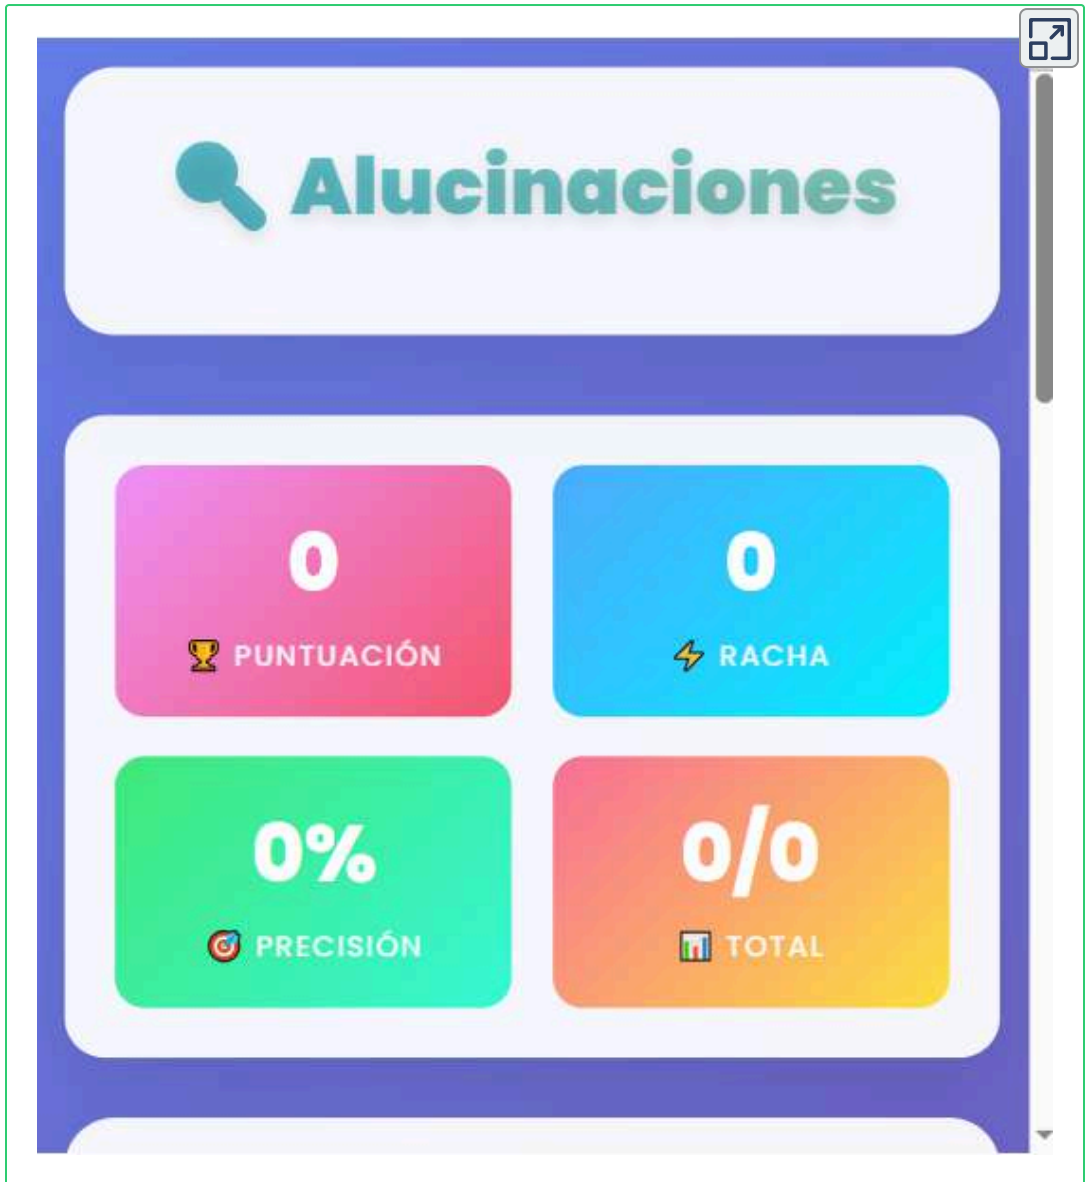 🔍 Alucinaciones
0
🏆 PUNTUACIÓN
0
⚡ RACHA
0%
🎯 PRECISIÓN
0/0
📊 TOTAL